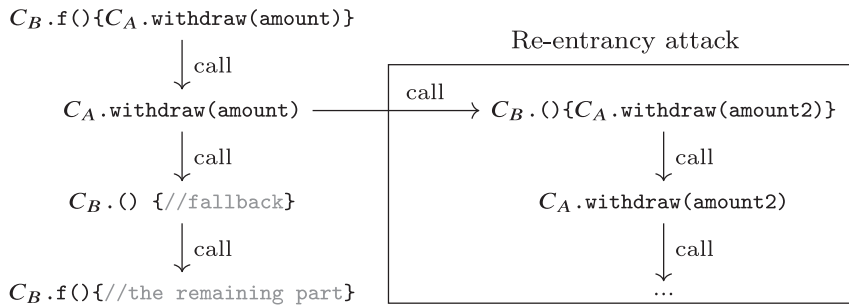 C_B.f(){C_A.withdraw(amount)}
call
C_A.withdraw(amount)
call
C_B.() {//fallback}
call
C_B.f(){//the remaining part}
Re-entrancy attack
call
C_B.(){C_A.withdraw(amount2)}
call
C_A.withdraw(amount2)
call
...